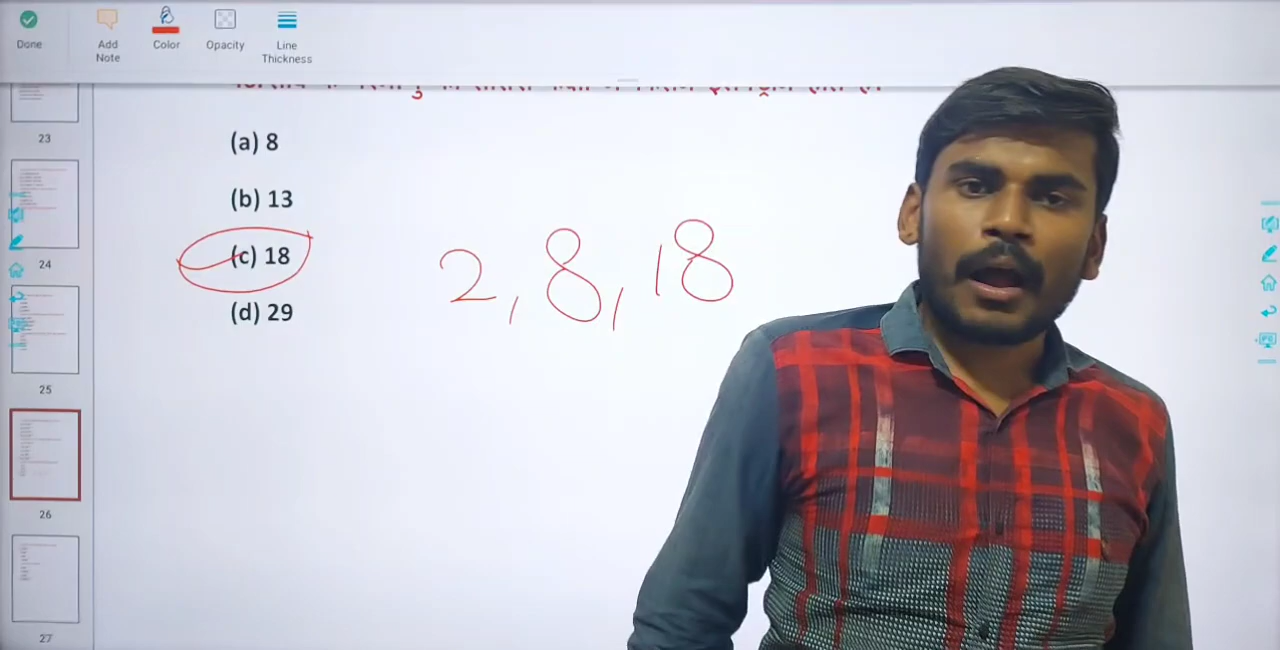 Done
Add Note
Color
Opacity
Line Thickness
(a) 8
(b) 13
(c) 18
(d) 29
2, 8, 18
23
24
25
26
27